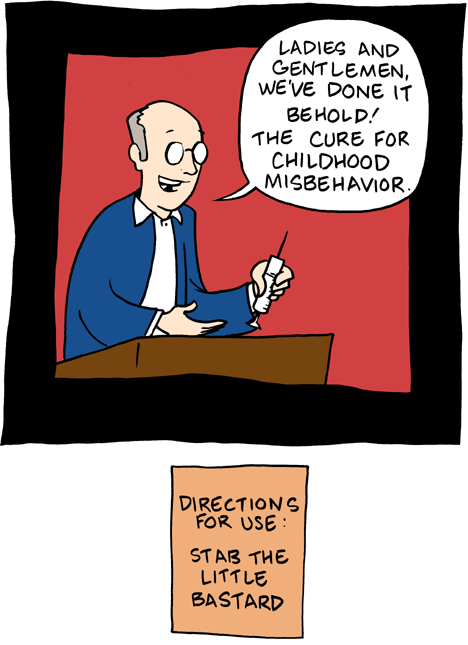 LADIES AND
GENTLEMEN,
WE'VE DONE IT
BEHOLD!
THE CURE FOR
CHILDHOOD
MISBEHAVIOR.
DIRECTIONS
FOR USE:
STAB THE
LITTLE
BASTARD